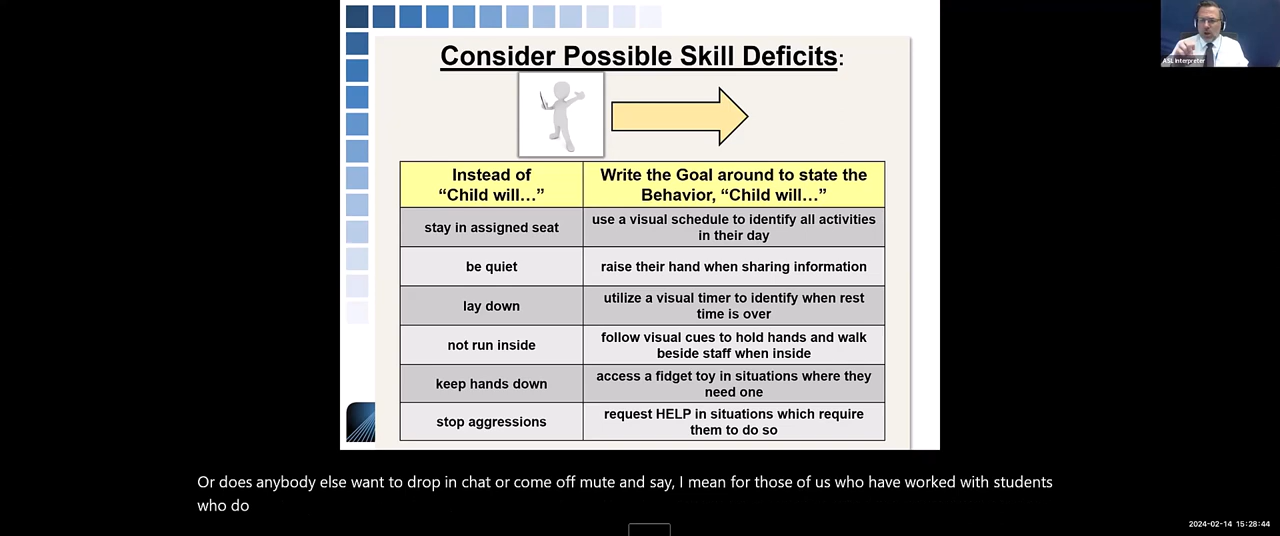 Consider Possible Skill Deficits:
ASL Interpreter
Instead of
“Child will…”
Write the Goal around to state the
Behavior, “Child will…”
stay in assigned seat
use a visual schedule to identify all activities
in their day
be quiet
raise their hand when sharing information
lay down
utilize a visual timer to identify when rest
time is over
not run inside
follow visual cues to hold hands and walk
beside staff when inside
keep hands down
access a fidget toy in situations where they
need one
stop aggressions
request HELP in situations which require
them to do so
Or does anybody else want to drop in chat or come off mute and say, I mean for those of us who have worked with students
who do
2024-02-14 15:28:44